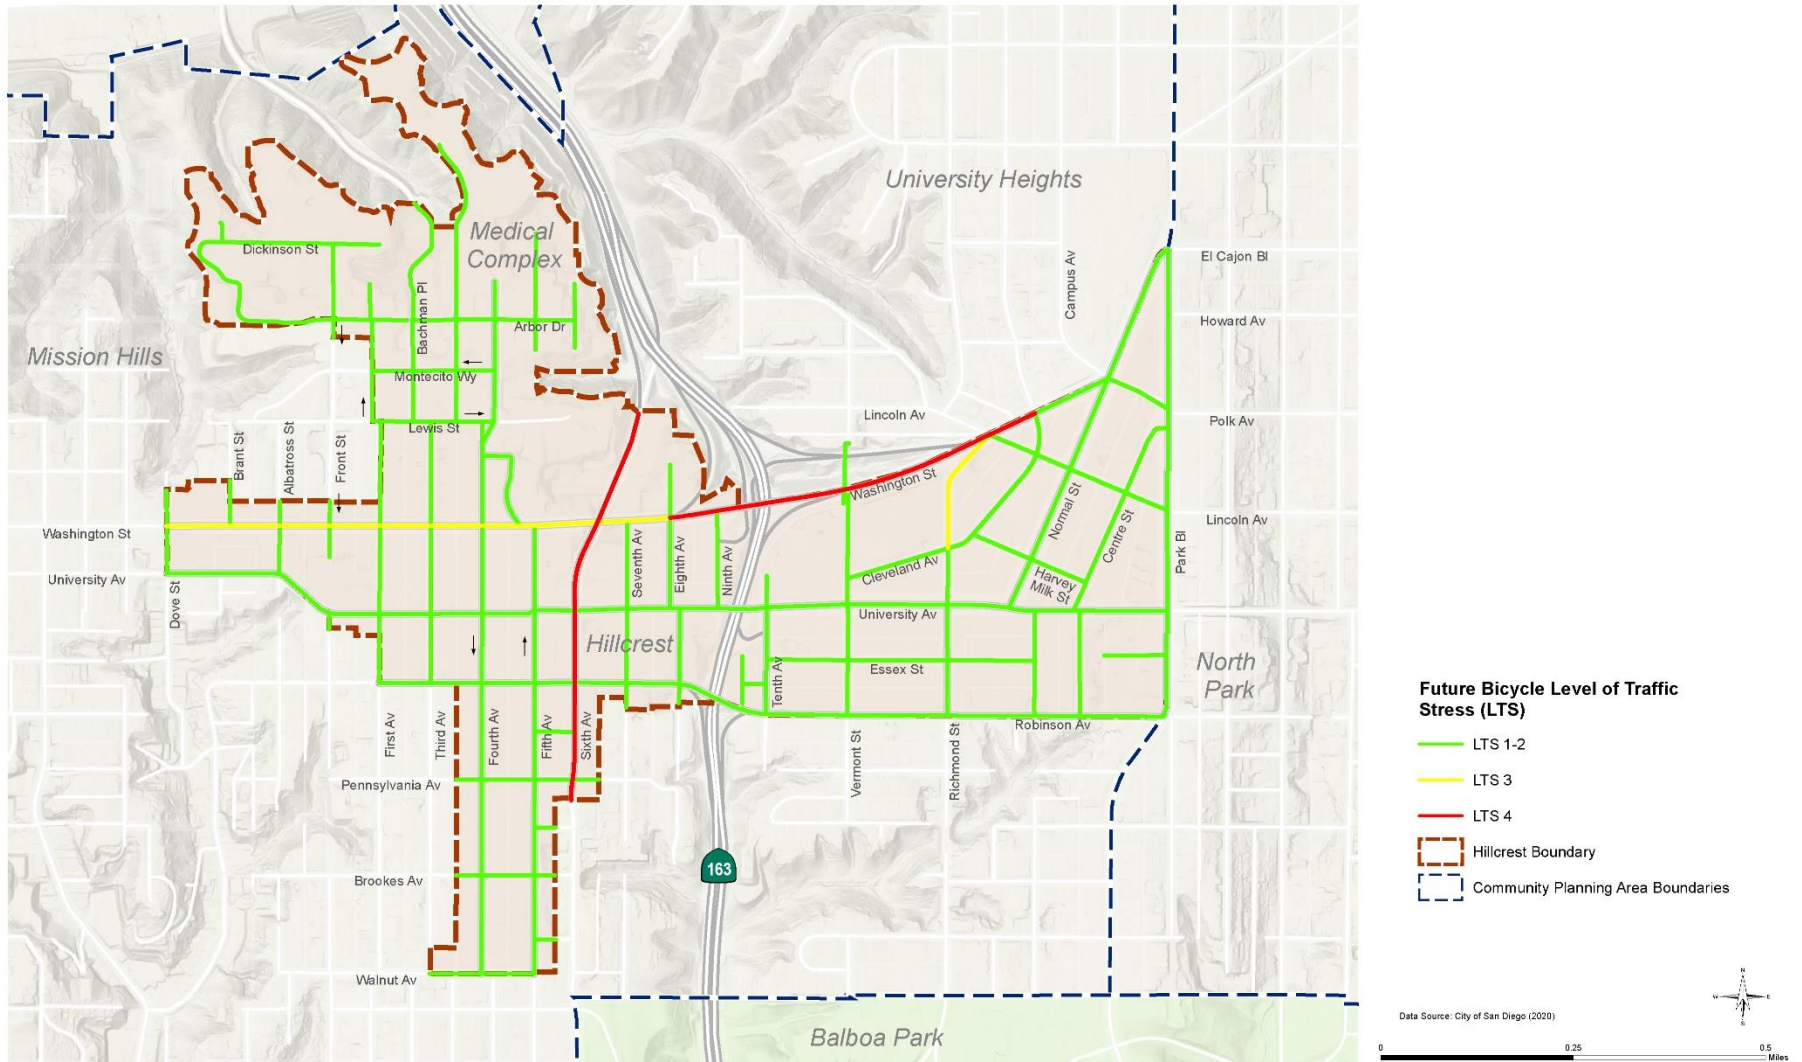 University Heights
Medical
Complex
Dickinson St
El Cajon Bl
Campus Av
Bachman Pl
Howard Av
Arbor Dr
Mission Hills
Montecito Wy
Lincoln Av
Polk Av
Lewis St
Brant St
Albatross St
Front St
Washington St
Normal St
Centre St
Lincoln Av
Washington St
Park Bl
Seventh Av
Eighth Av
Ninth Av
Cleveland Av
Harvey
Milk St
University Av
Dove St
University Av
Hillcrest
Essex St
North
Park
Tenth Av
First Av
Third Av
Fourth Av
Fifth Av
Sixth Av
Robinson Av
Vermont St
Richmond St
Pennsylvania Av
Brookes Av
163
Walnut Av
Balboa Park
Future Bicycle Level of Traffic
Stress (LTS)
LTS 1-2
LTS 3
LTS 4
Hillcrest Boundary
Community Planning Area Boundaries
N
W
E
S
Data Source: City of San Diego (2020)
0 0.25 0.5
Miles